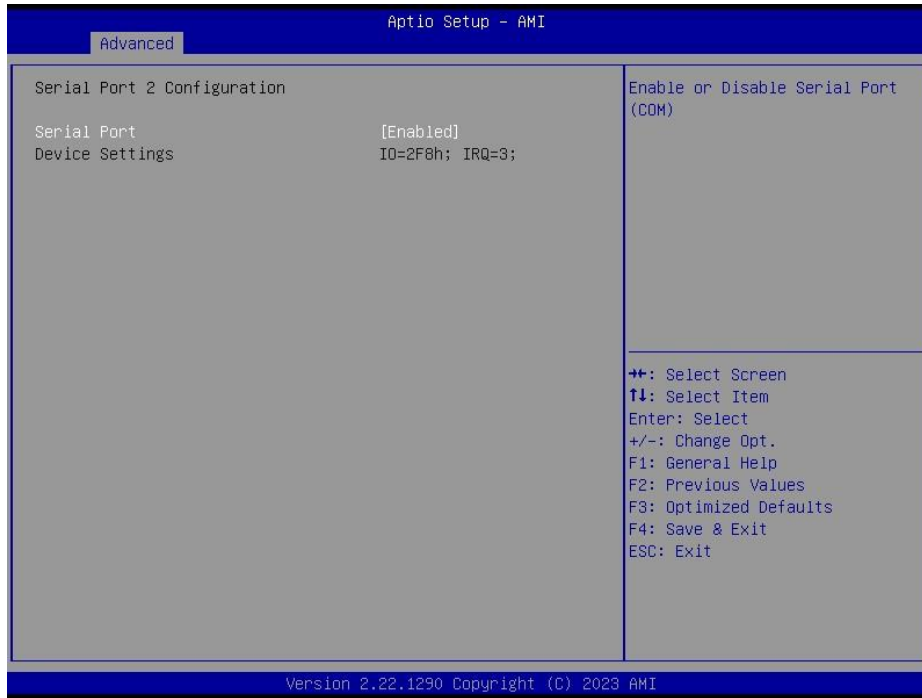 Aptio Setup - AMI
Advanced
Serial Port 2 Configuration
Serial Port [Enabled]
Device Settings IO=2F8h; IRQ=3;
Enable or Disable Serial Port
(COM)
→←: Select Screen
↑↓: Select Item
Enter: Select
+/-: Change Opt.
F1: General Help
F2: Previous Values
F3: Optimized Defaults
F4: Save & Exit
ESC: Exit
Version 2.22.1290 Copyright (C) 2023 AMI